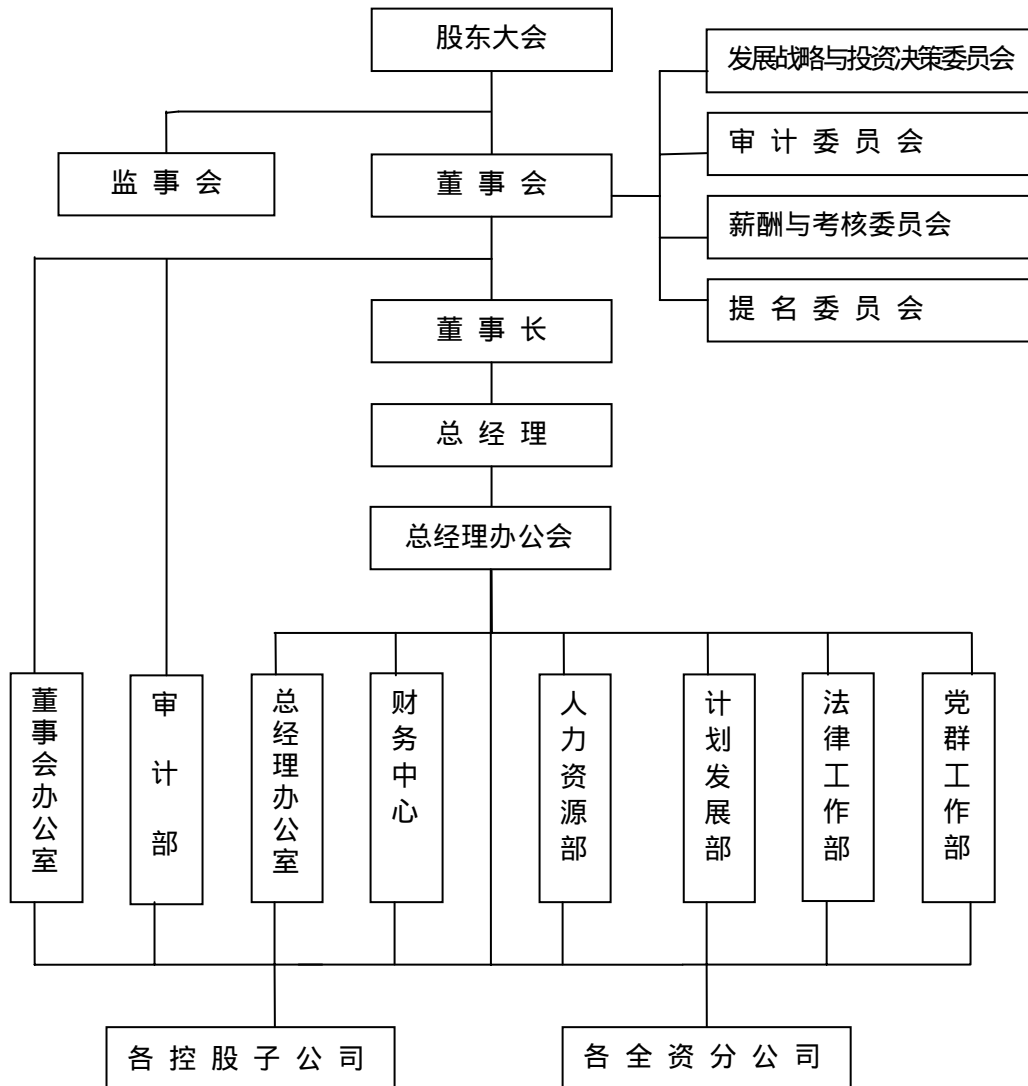 股东大会
发展战略与投资决策委员会
审计委员会
监事会
董事会
薪酬与考核委员会
提名委员会
董事长
总经理
总经理办公会
董事会办公室
审计部
总经理办公室
财务中心
人力资源部
计划发展部
法律工作部
党群工作部
各控股子公司
各全资分公司